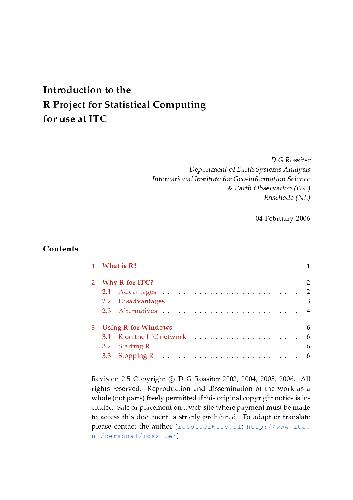 Introduction to the
R Project for Statistical Computing
for use at ITC
D G Rossiter
Department of Earth Systems Analysis
International Institute for Geo-information Science
& Earth Observation (ITC)
Enschede (NL)
04 February 2006
Contents
1 What is R? 1
2 Why R for ITC? 2
2.1 Advantages . . . . . . . . . . . . . . . . . . . . 2
2.2 Disadvantages . . . . . . . . . . . . . . . . . . . . 3
2.3 Alternatives . . . . . . . . . . . . . . . . . . . . 4
3 Using R for Windows 6
3.1 R on the ITC network . . . . . . . . . . . . . . . . 6
3.2 Starting R . . . . . . . . . . . . . . . . . . . . 6
3.3 Stopping R . . . . . . . . . . . . . . . . . . . . 6
Revision 2.5 Copyright © D G Rossiter 2003, 2004, 2005, 2006. All
rights reserved. Reproduction and dissemination of the work as a
whole (not parts) freely permitted if this original copyright notice is in-
cluded. Sale or placement on a web site where payment must be made
to access this document is strictly prohibited. To adapt or translate
please contact the author (